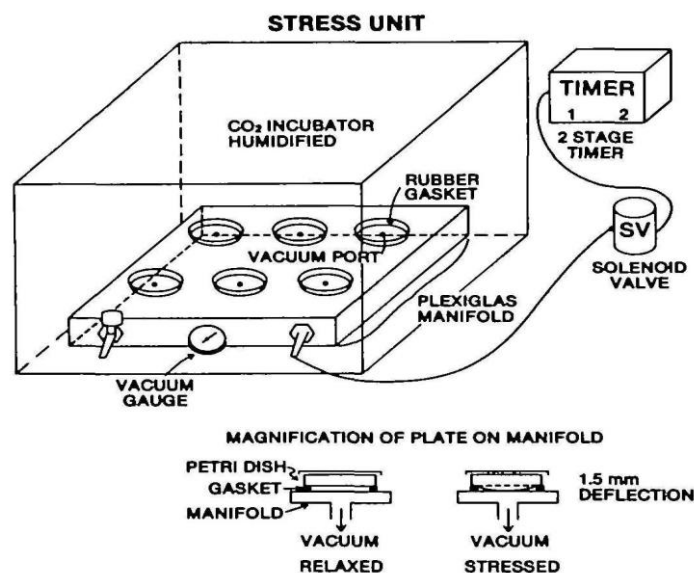 STRESS UNIT
CO₂ INCUBATOR
HUMIDIFIED
TIMER
1 2
2 STAGE
TIMER
RUBBER
GASKET
VACUUM PORT
SV
SOLENOID
VALVE
PLEXIGLAS
MANIFOLD
VACUUM
GAUGE
MAGNIFICATION OF PLATE ON MANIFOLD
PETRI DISH
GASKET
MANIFOLD
1.5 mm
DEFLECTION
VACUUM
RELAXED
VACUUM
STRESSED